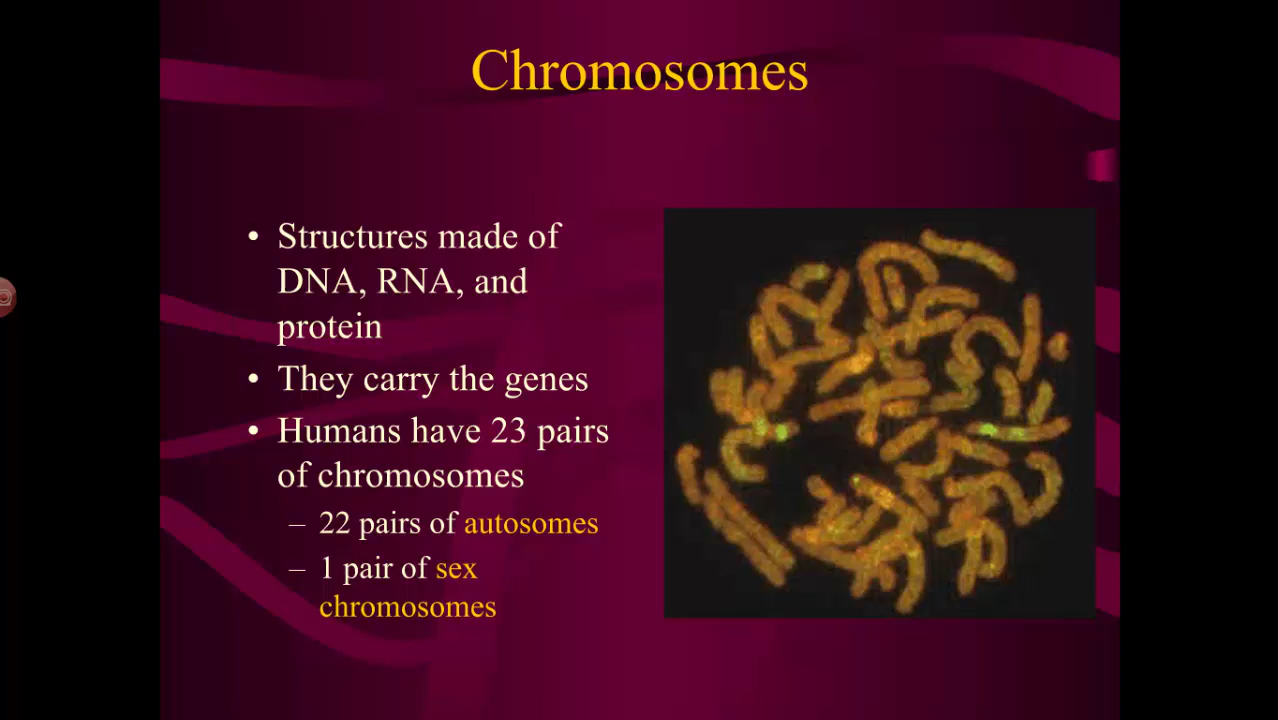 Chromosomes
• Structures made of
DNA, RNA, and
protein
• They carry the genes
• Humans have 23 pairs
of chromosomes
– 22 pairs of autosomes
– 1 pair of sex
chromosomes